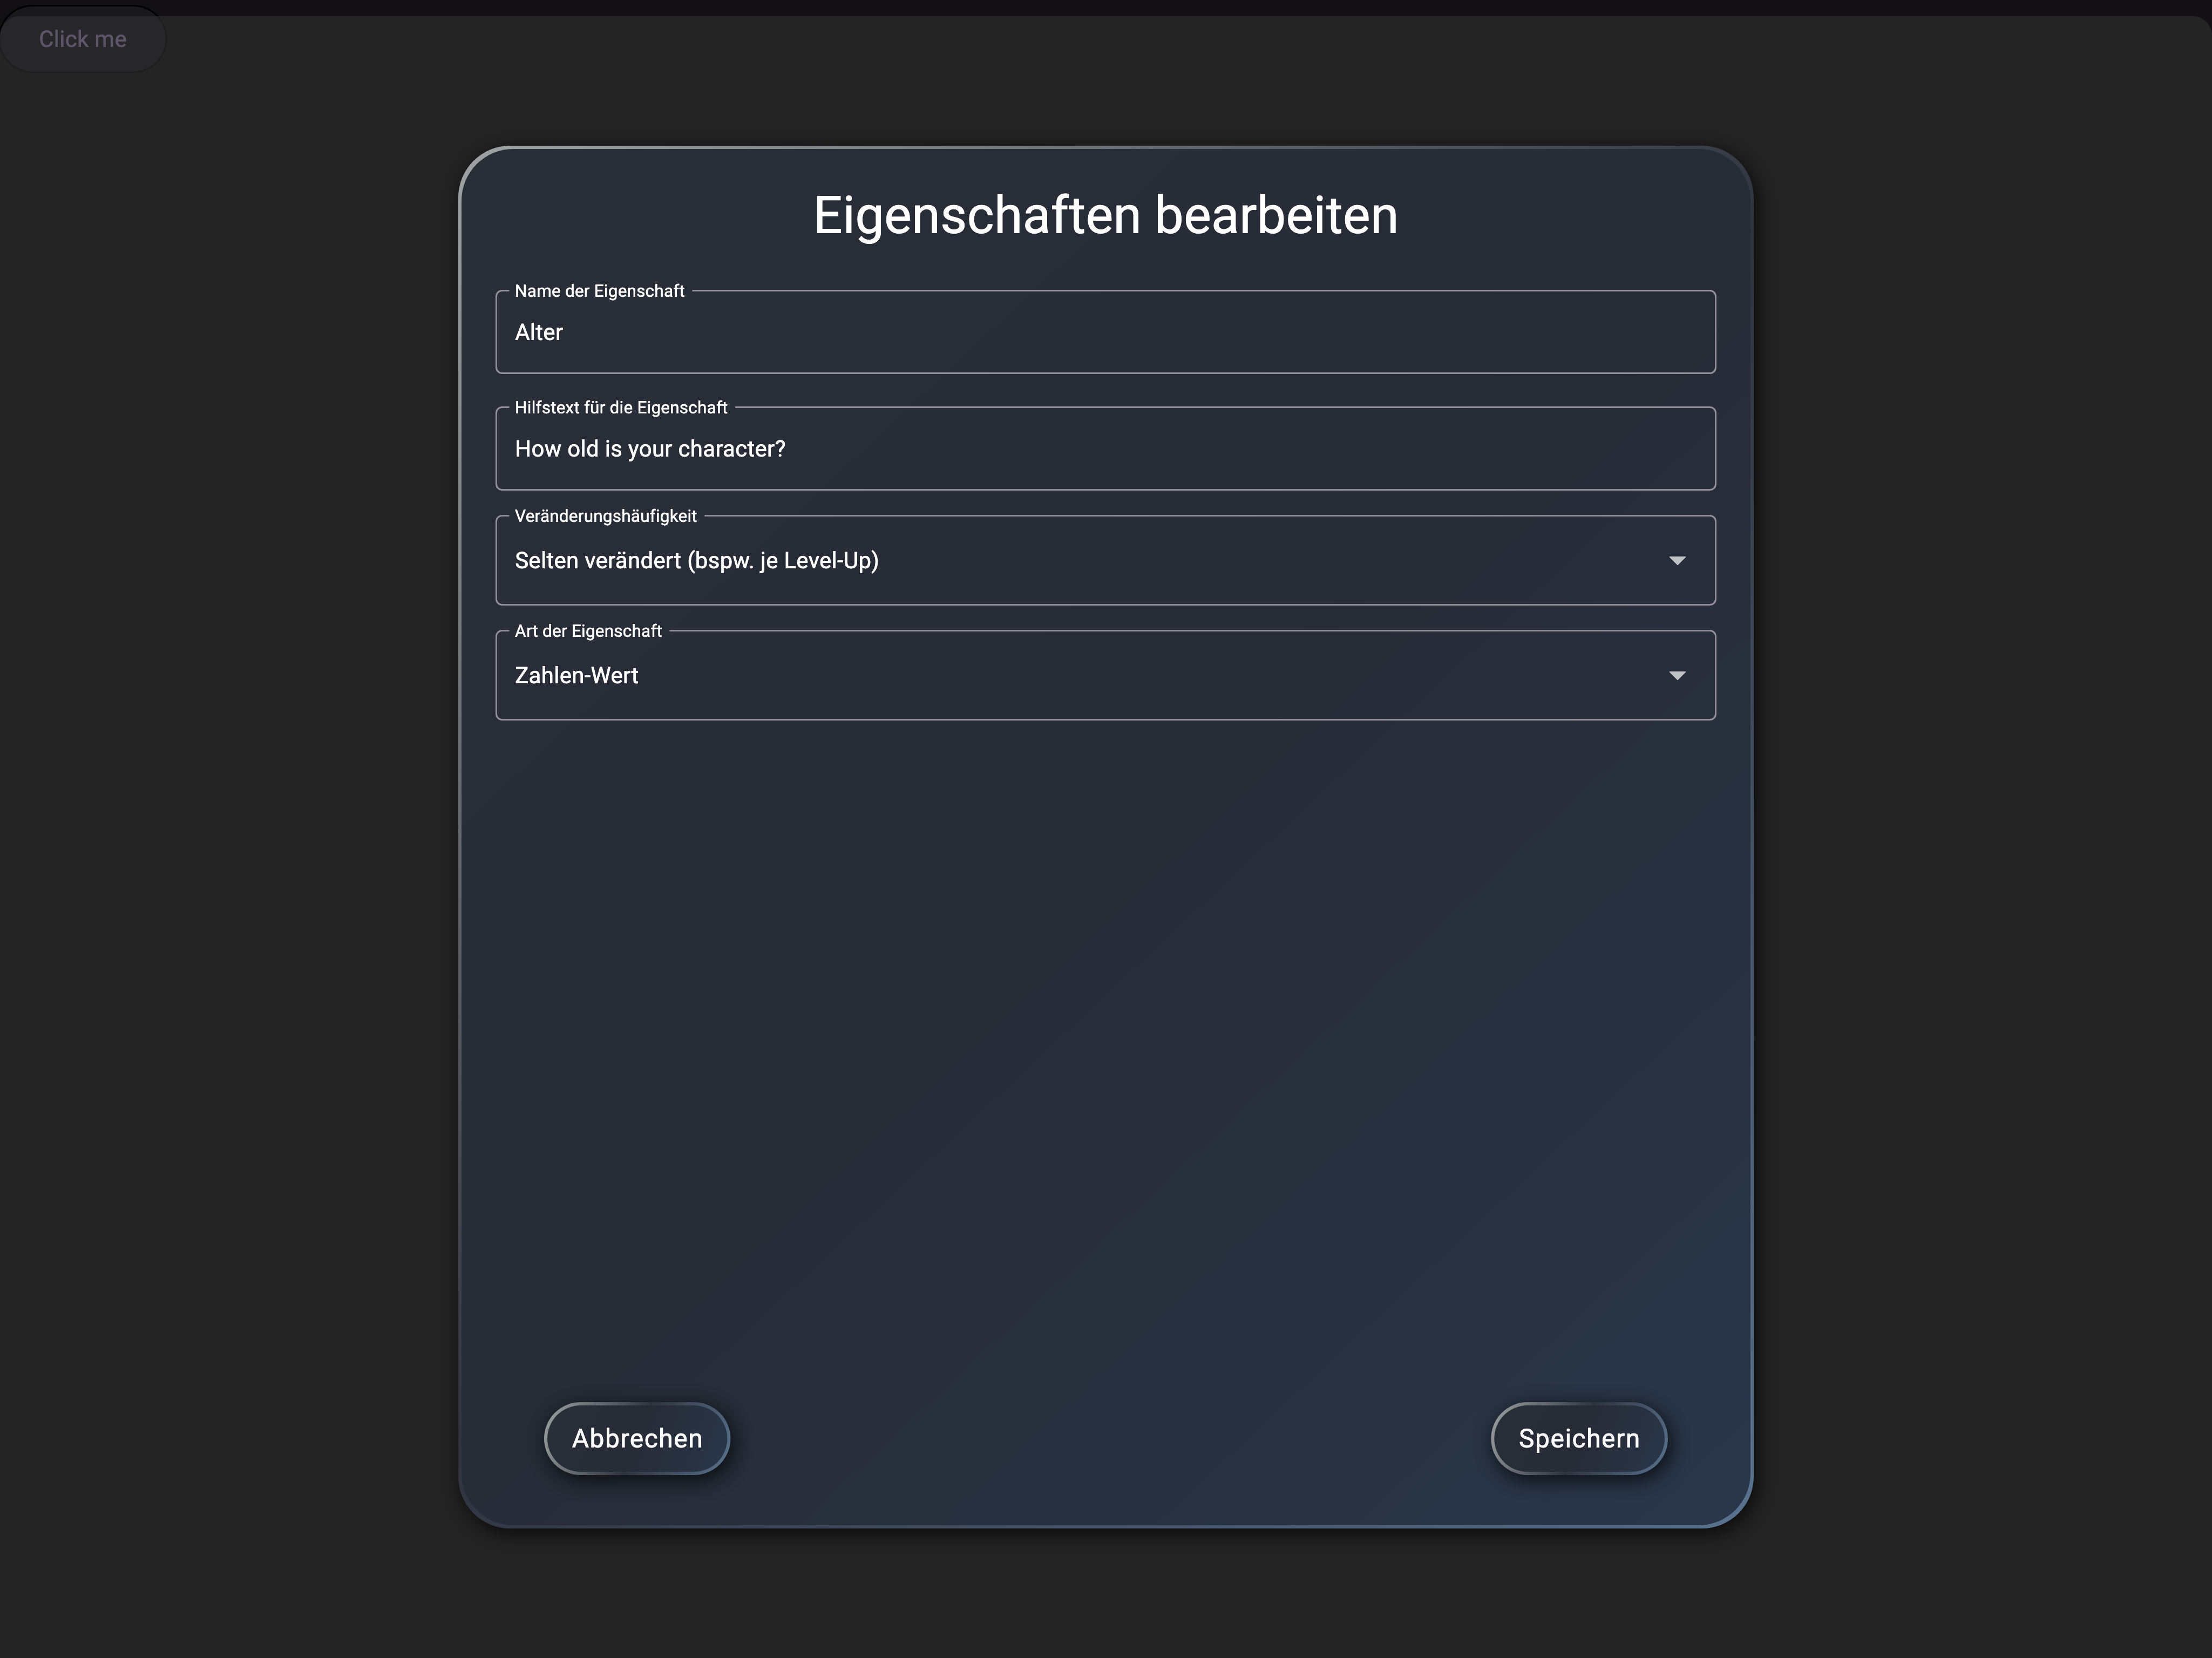 Click me
Eigenschaften bearbeiten
Name der Eigenschaft
Alter
Hilfstext für die Eigenschaft
How old is your character?
Veränderungshäufigkeit
Selten verändert (bspw. je Level-Up)
Art der Eigenschaft
Zahlen-Wert
Abbrechen
Speichern